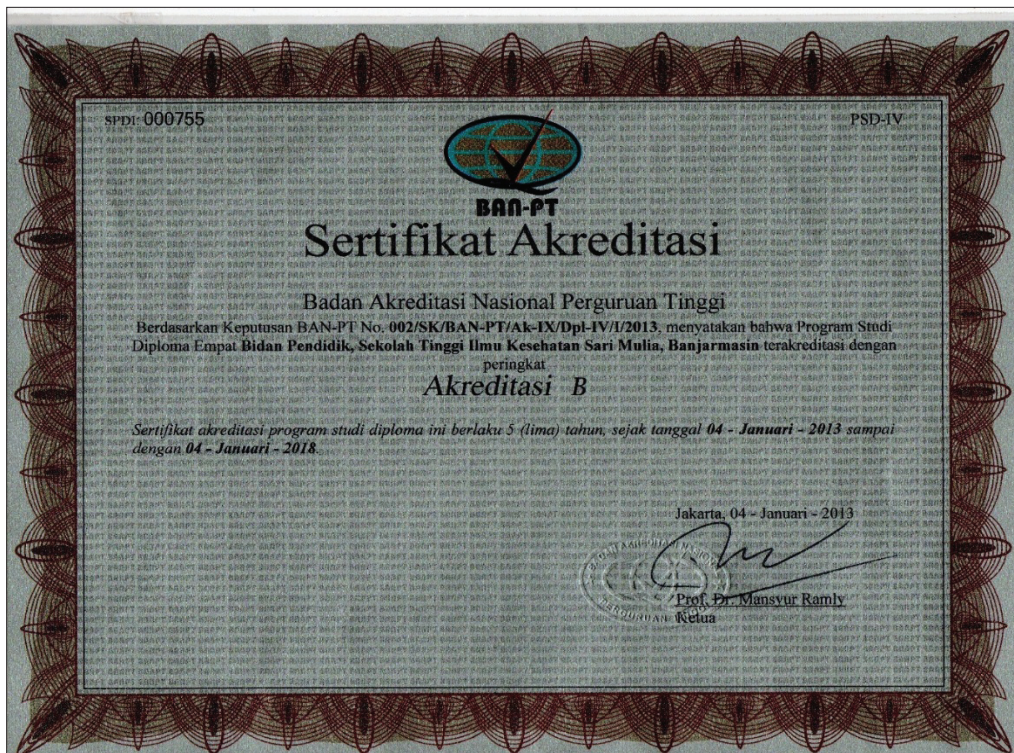 SPDI: 000755
PSD-IV
BAN-PT
Sertifikat Akreditasi
Badan Akreditasi Nasional Perguruan Tinggi
Berdasarkan Keputusan BAN-PT No. 002/SK/BAN-PT/Ak-IX/Dpl-IV/I/2013, menyatakan bahwa Program Studi
Diploma Empat Bidan Pendidik, Sekolah Tinggi Ilmu Kesehatan Sari Mulia, Banjarmasin terakreditasi dengan
peringkat
Akreditasi B
Sertifikat akreditasi program studi diploma ini berlaku 5 (lima) tahun, sejak tanggal 04 - Januari - 2013 sampai
dengan 04 - Januari - 2018.
Jakarta, 04 - Januari - 2013
Prof. Dr. Mansyur Ramly
Ketua